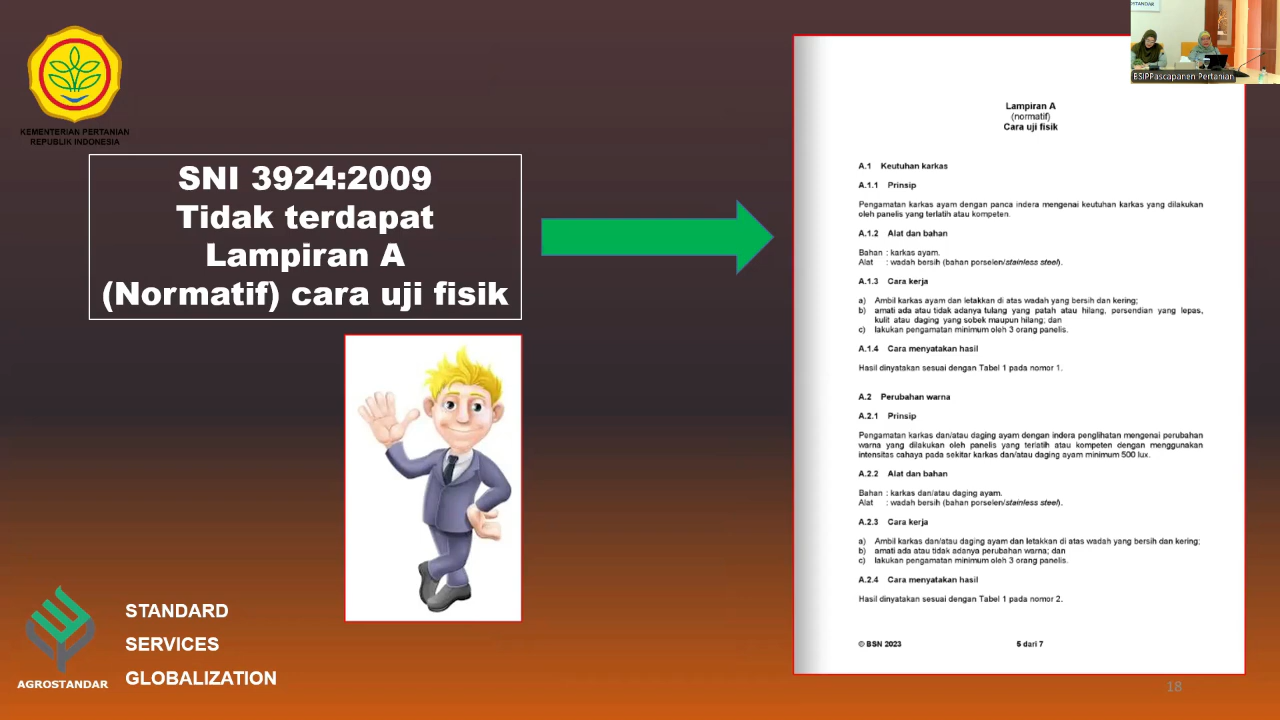 KEMENTERIAN PERTANIAN
REPUBLIK INDONESIA
SNI 3924:2009
Tidak terdapat
Lampiran A
(Normatif) cara uji fisik
STANDARD
SERVICES
GLOBALIZATION
AGROSTANDAR
BSIPPascapanen Pertanian
Lampiran A
(normatif)
Cara uji fisik
A.1 Keutuhan karkas
A.1.1 Prinsip
Pengamatan karkas ayam dengan panca indera mengenai keutuhan karkas yang dilakukan
oleh panelis yang terlatih atau kompeten.
A.1.2 Alat dan bahan
Bahan : karkas ayam.
Alat : wadah bersih (bahan porselen/stainless steel).
A.1.3 Cara kerja
a) Ambil karkas ayam dan letakkan di atas wadah yang bersih dan kering;
b) amati ada atau tidak adanya tulang yang patah atau hilang, persendian yang lepas,
kulit atau daging yang sobek maupun hilang; dan
c) lakukan pengamatan minimum oleh 3 orang panelis.
A.1.4 Cara menyatakan hasil
Hasil dinyatakan sesuai dengan Tabel 1 pada nomor 1.
A.2 Perubahan warna
A.2.1 Prinsip
Pengamatan karkas dan/atau daging ayam dengan indera penglihatan mengenai perubahan
warna yang dilakukan oleh panelis yang terlatih atau kompeten dengan menggunakan
intensitas cahaya pada sekitar karkas dan/atau daging ayam minimum 500 lux.
A.2.2 Alat dan bahan
Bahan : karkas dan/atau daging ayam.
Alat : wadah bersih (bahan porselen/stainless steel).
A.2.3 Cara kerja
a) Ambil karkas dan/atau daging ayam dan letakkan di atas wadah yang bersih dan kering;
b) amati ada atau tidak adanya perubahan warna; dan
c) lakukan pengamatan minimum oleh 3 orang panelis.
A.2.4 Cara menyatakan hasil
Hasil dinyatakan sesuai dengan Tabel 1 pada nomor 2.
© BSN 2023 5 dari 7
18